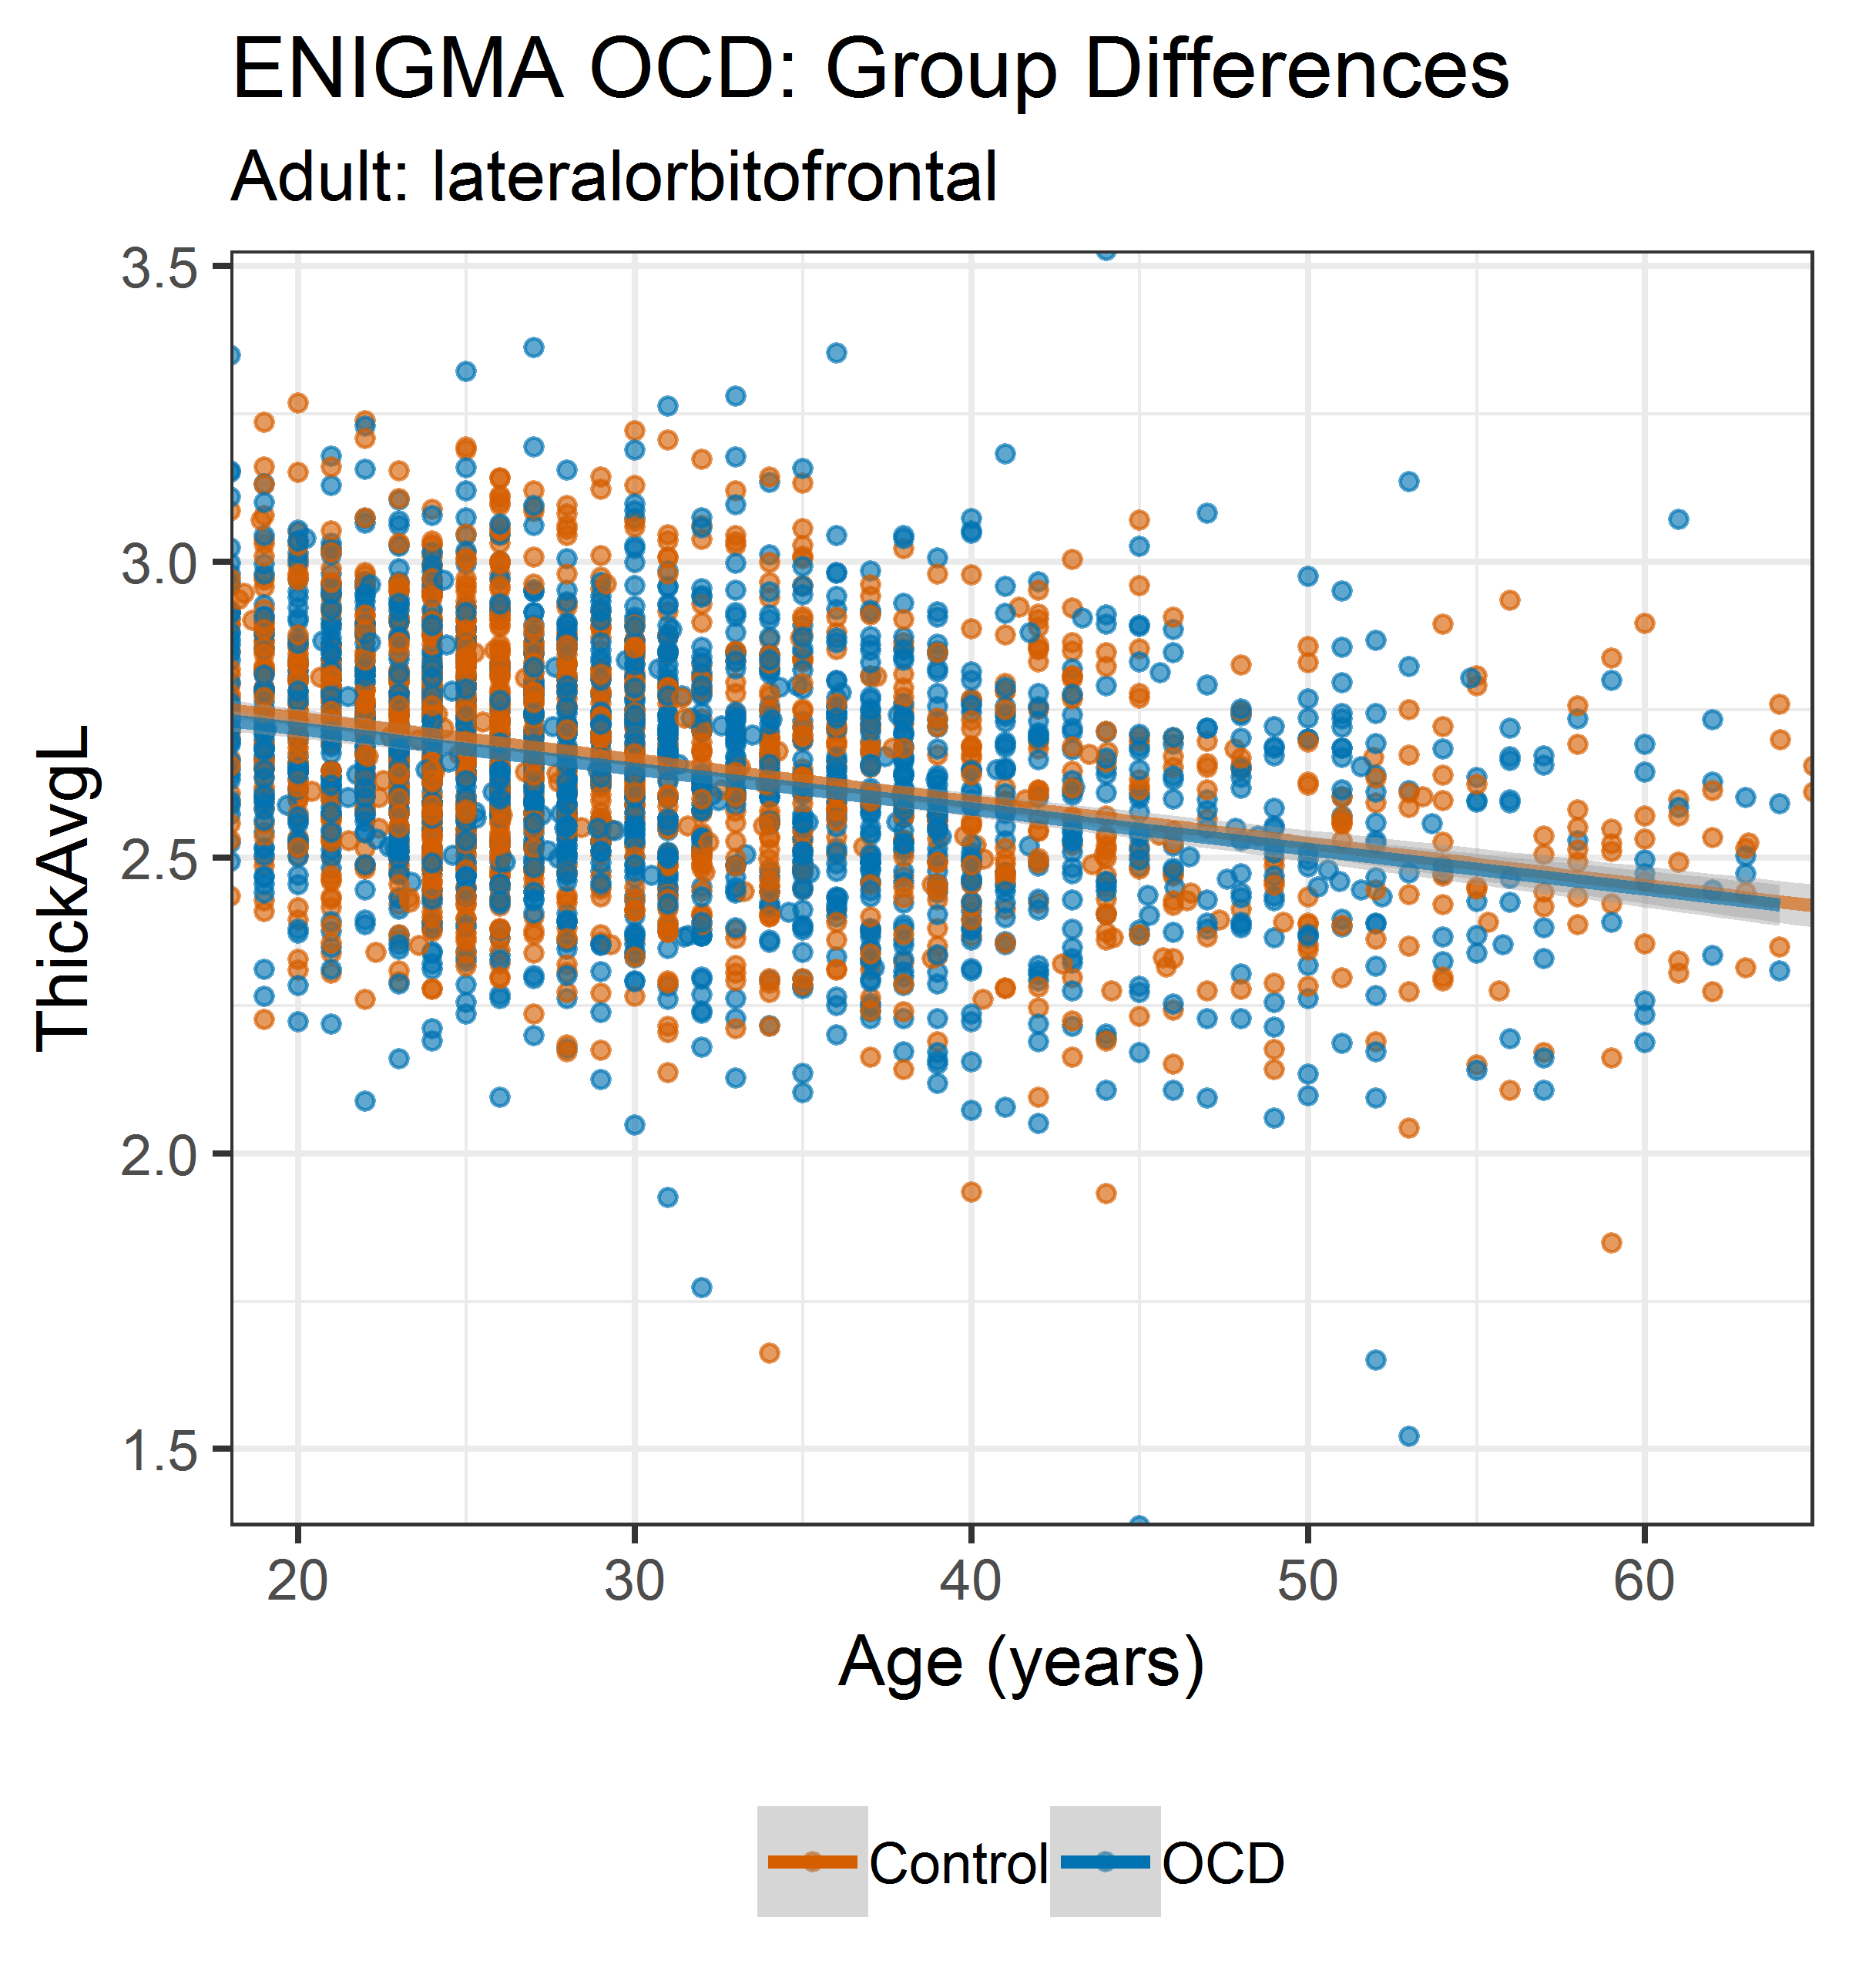 ENIGMA OCD: Group Differences
Adult: lateralorbitofrontal
3.5
3.0
2.5
2.0
1.5
ThickAvgL
20 30 40 50 60
Age (years)
Control OCD